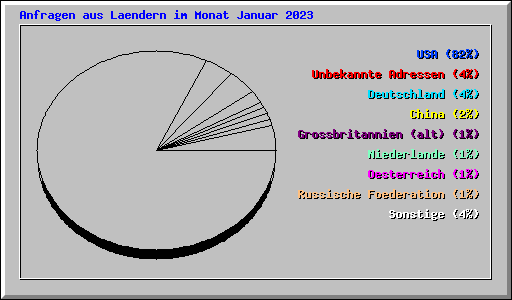 Anfragen aus Laendern im Monat Januar 2023
USA (82%)
Unbekannte Adressen (4%)
Deutschland (4%)
China (2%)
Grossbritannien (alt) (1%)
Niederlande (1%)
Oesterreich (1%)
Russische Foederation (1%)
Sonstige (4%)